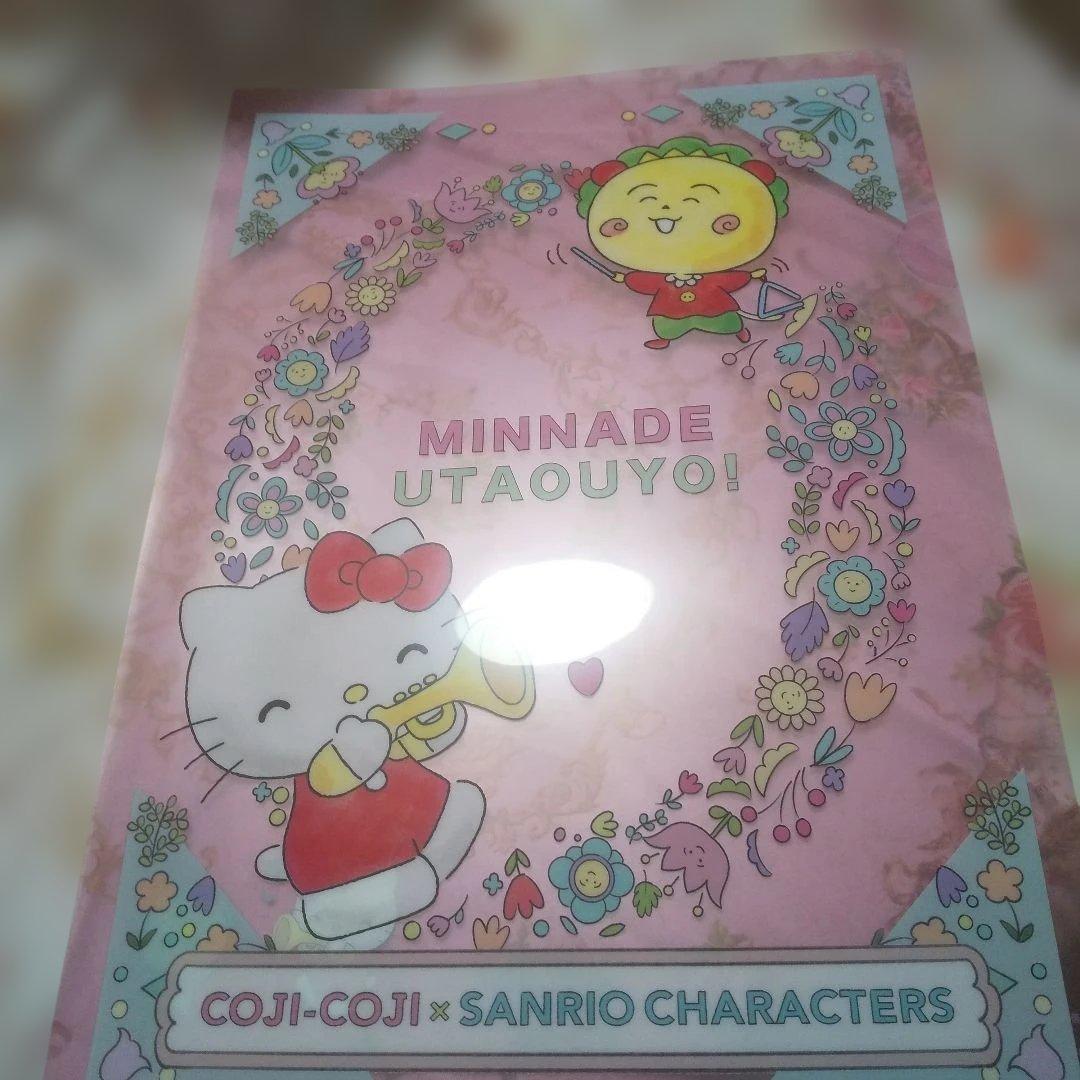 MINNADE
UTAOUYO!
COJI-COJI × SANRIO CHARACTERS